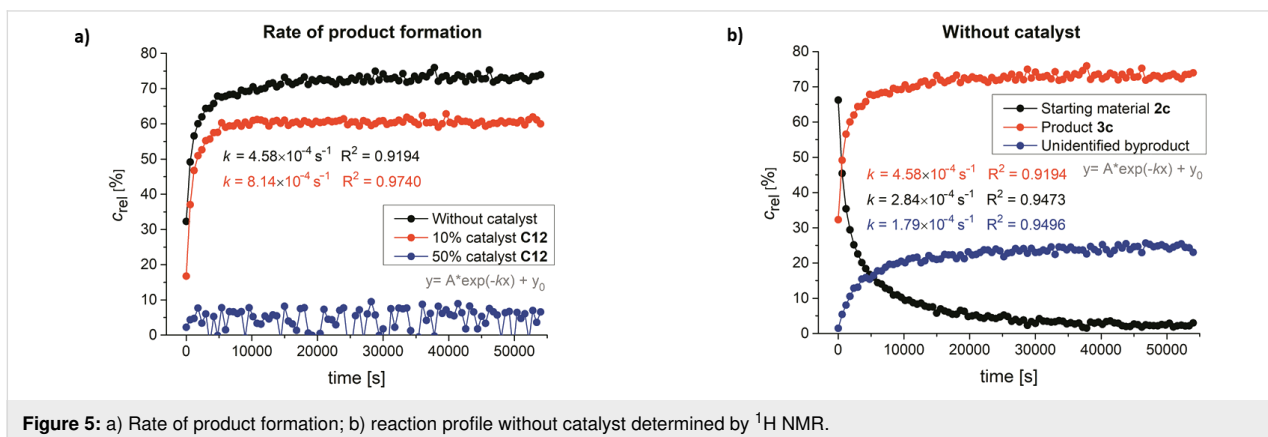 a)
Rate of product formation
80
70
60
50
40
30
20
10
0
c_rel [%]
k = 4.58×10⁻⁴ s⁻¹ R² = 0.9194
k = 8.14×10⁻⁴ s⁻¹ R² = 0.9740
Without catalyst
10% catalyst C12
50% catalyst C12
y= A*exp(-kx) + y₀
0 10000 20000 30000 40000 50000
time [s]
b)
Without catalyst
80
70
60
50
40
30
20
10
0
c_rel [%]
Starting material 2c
Product 3c
Unidentified byproduct
y= A*exp(-kx) + y₀
k = 4.58×10⁻⁴ s⁻¹ R² = 0.9194
k = 2.84×10⁻⁴ s⁻¹ R² = 0.9473
k = 1.79×10⁻⁴ s⁻¹ R² = 0.9496
0 10000 20000 30000 40000 50000
time [s]
Figure 5: a) Rate of product formation; b) reaction profile without catalyst determined by ¹H NMR.